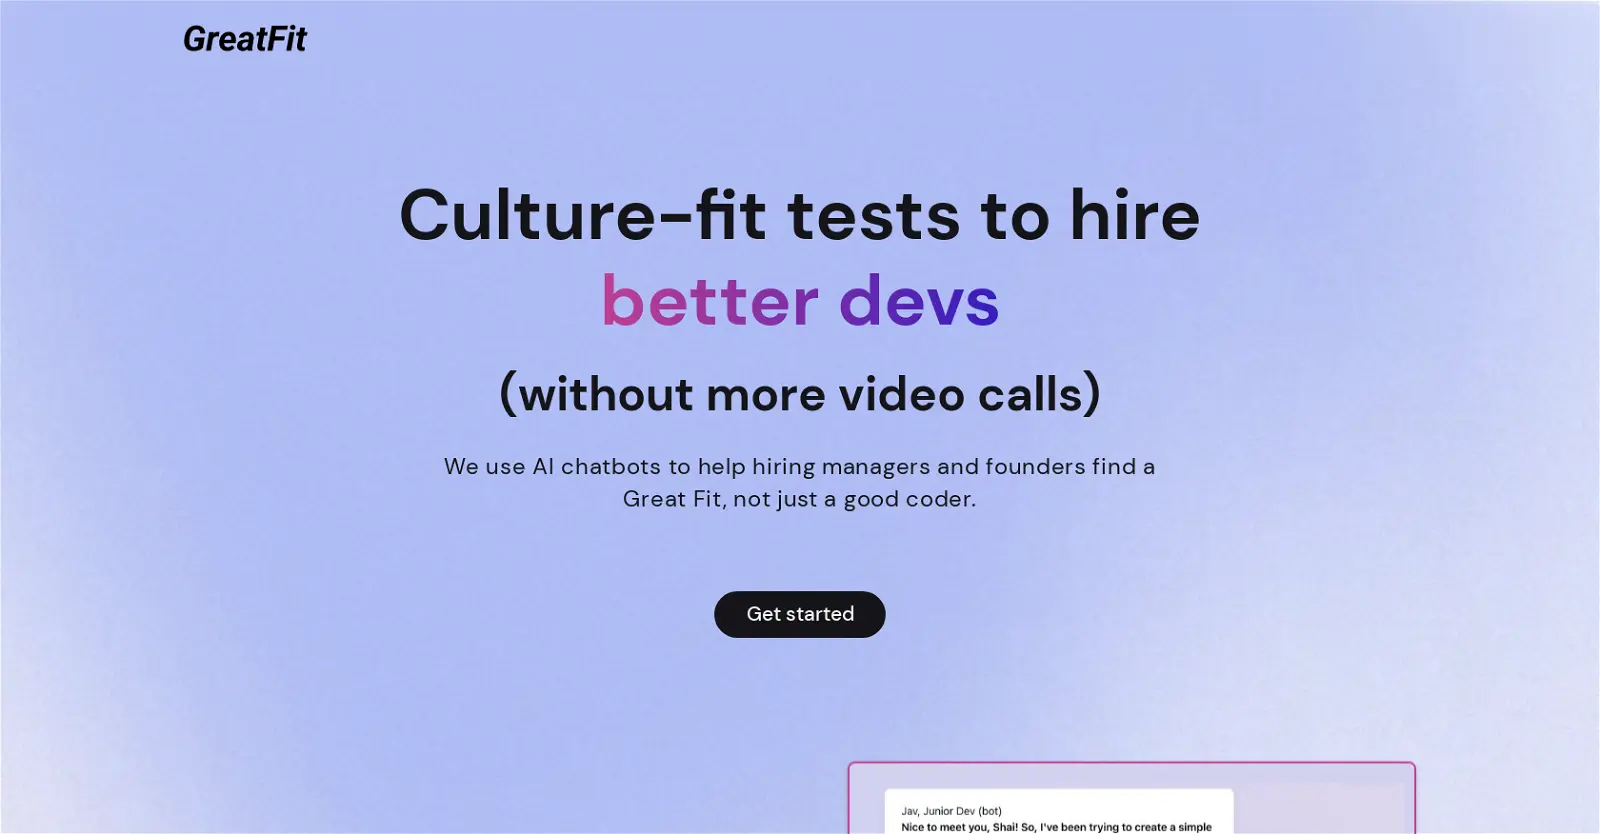 GreatFit
Culture-fit tests to hire
better devs
(without more video calls)
We use AI chatbots to help hiring managers and founders find a
Great Fit, not just a good coder.
Get started
Jav, Junior Dev (bot)
Nice to meet you, Shai! So, I've been trying to create a simple